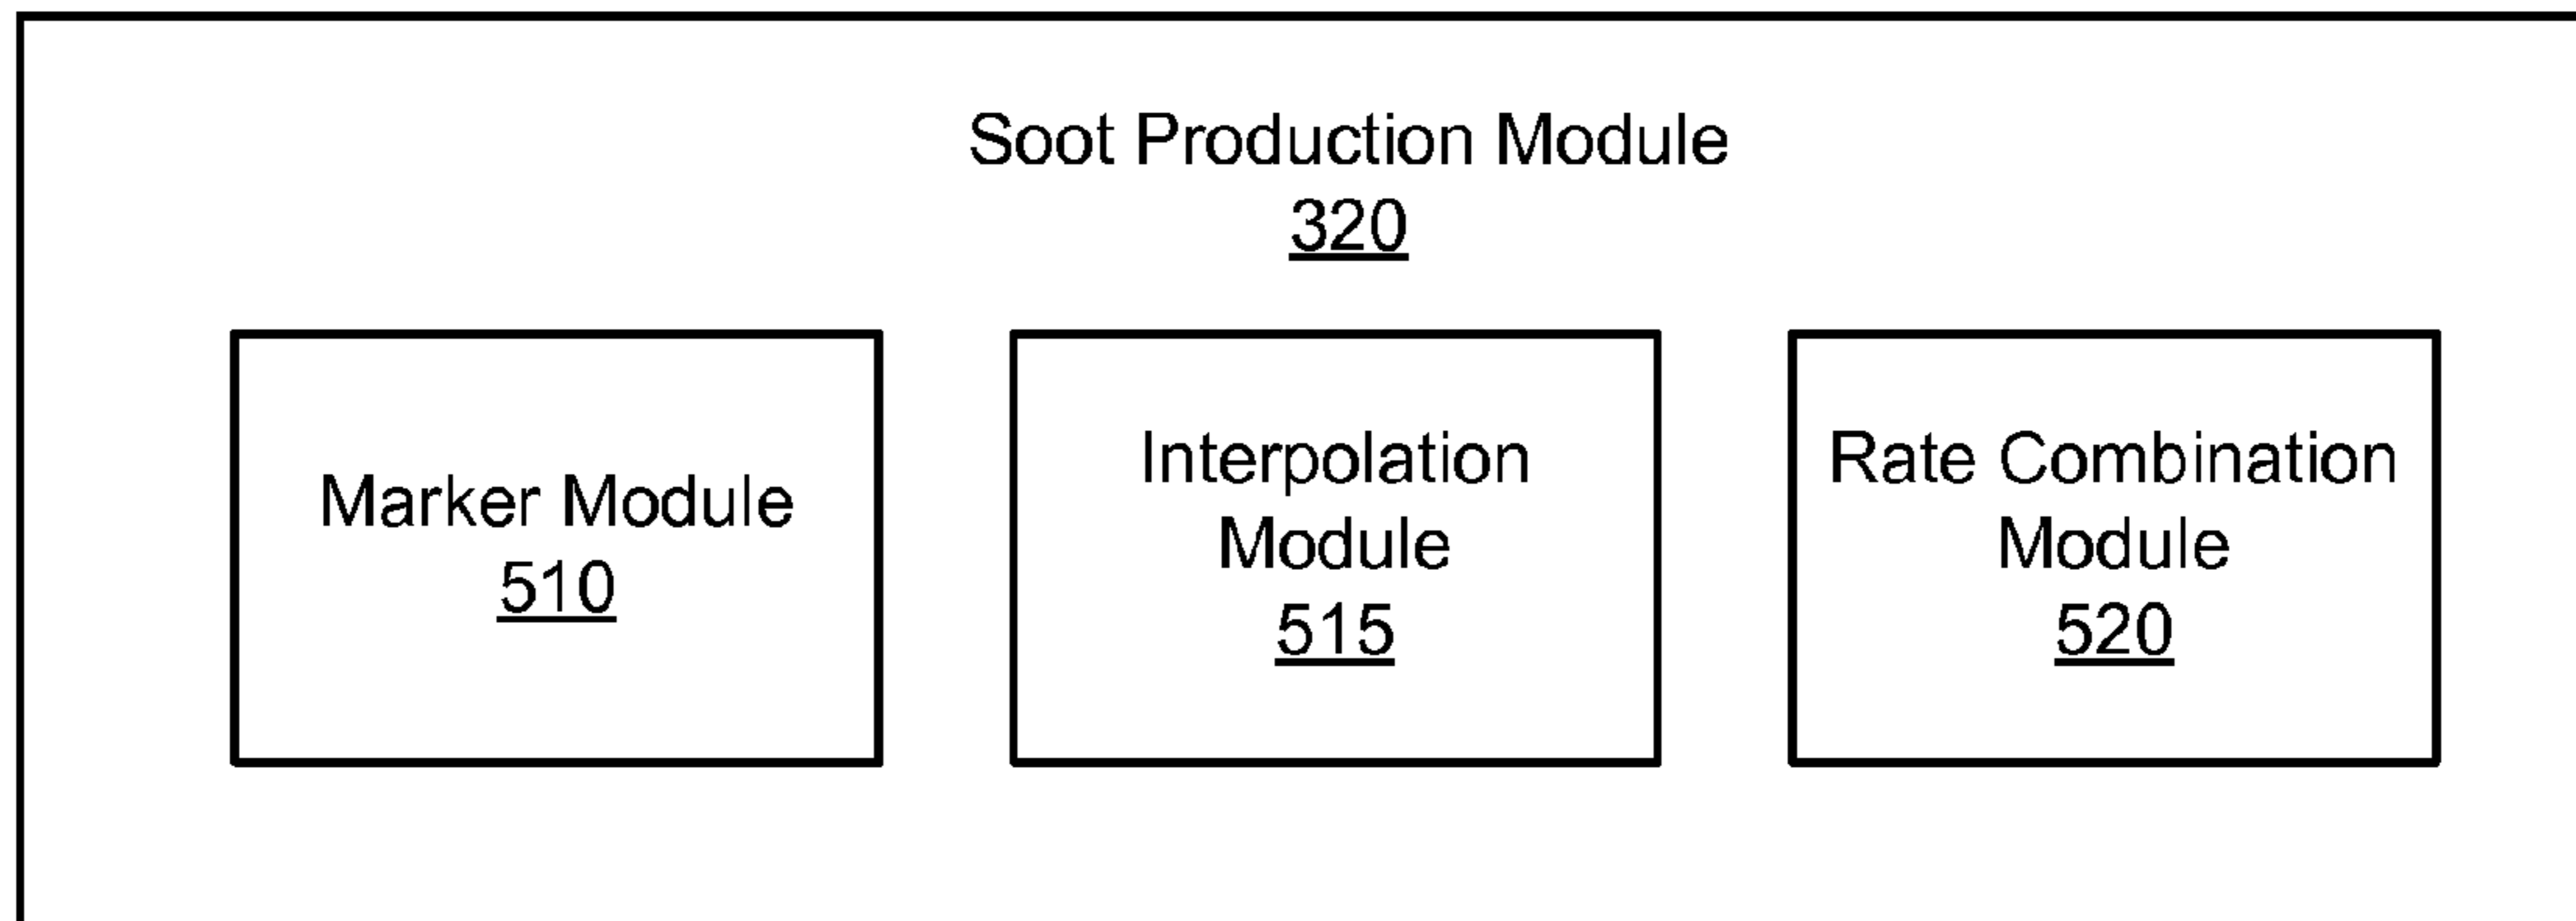 Soot Production Module
320
Marker Module
510
Interpolation
Module
515
Rate Combination
Module
520